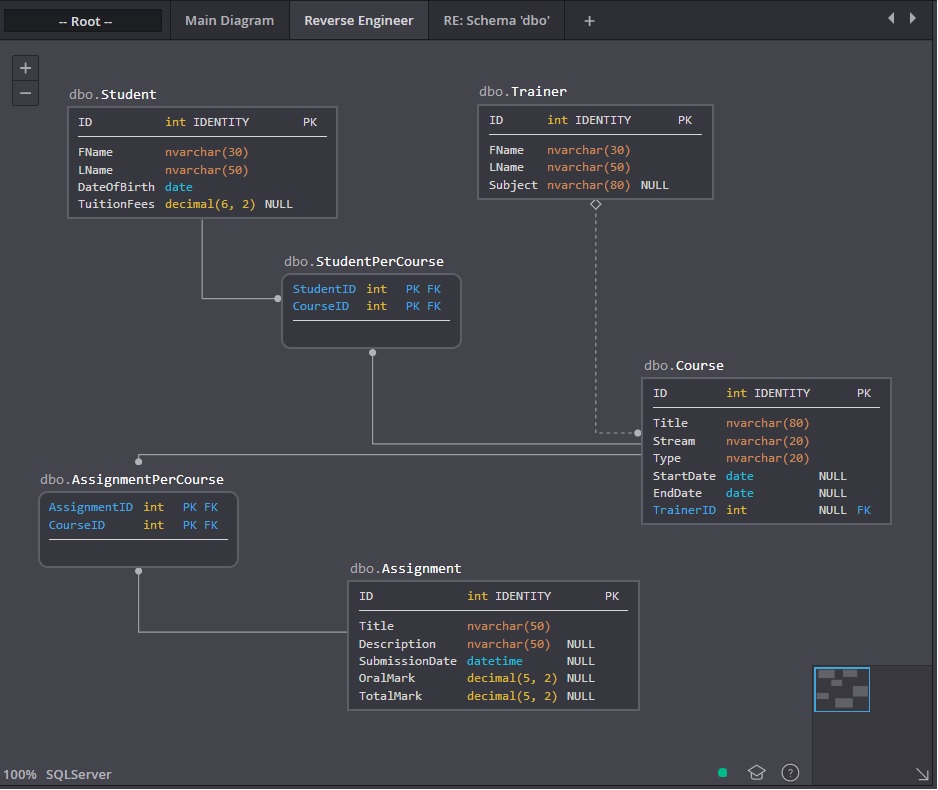 -- Root -- Main Diagram Reverse Engineer RE: Schema 'dbo' +
+
−
dbo.Student
ID int IDENTITY PK
FName nvarchar(30)
LName nvarchar(50)
DateOfBirth date
TuitionFees decimal(6, 2) NULL
dbo.Trainer
ID int IDENTITY PK
FName nvarchar(30)
LName nvarchar(50)
Subject nvarchar(80) NULL
dbo.StudentPerCourse
StudentID int PK FK
CourseID int PK FK
dbo.Course
ID int IDENTITY PK
Title nvarchar(80)
Stream nvarchar(20)
Type nvarchar(20)
StartDate date NULL
EndDate date NULL
TrainerID int NULL FK
dbo.AssignmentPerCourse
AssignmentID int PK FK
CourseID int PK FK
dbo.Assignment
ID int IDENTITY PK
Title nvarchar(50)
Description nvarchar(50) NULL
SubmissionDate datetime NULL
OralMark decimal(5, 2) NULL
TotalMark decimal(5, 2) NULL
100% SQLServer ?